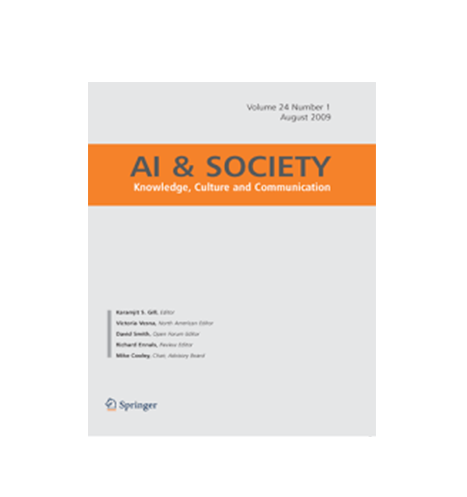 Volume 24 Number 1
August 2009
AI & SOCIETY
Knowledge, Culture and Communication
Karamjit S. Gill, Editor
Victoria Vesna, North American Editor
David Smith, Open Forum Editor
Richard Ennals, Review Editor
Mike Cooley, Chair, Advisory Board
Springer